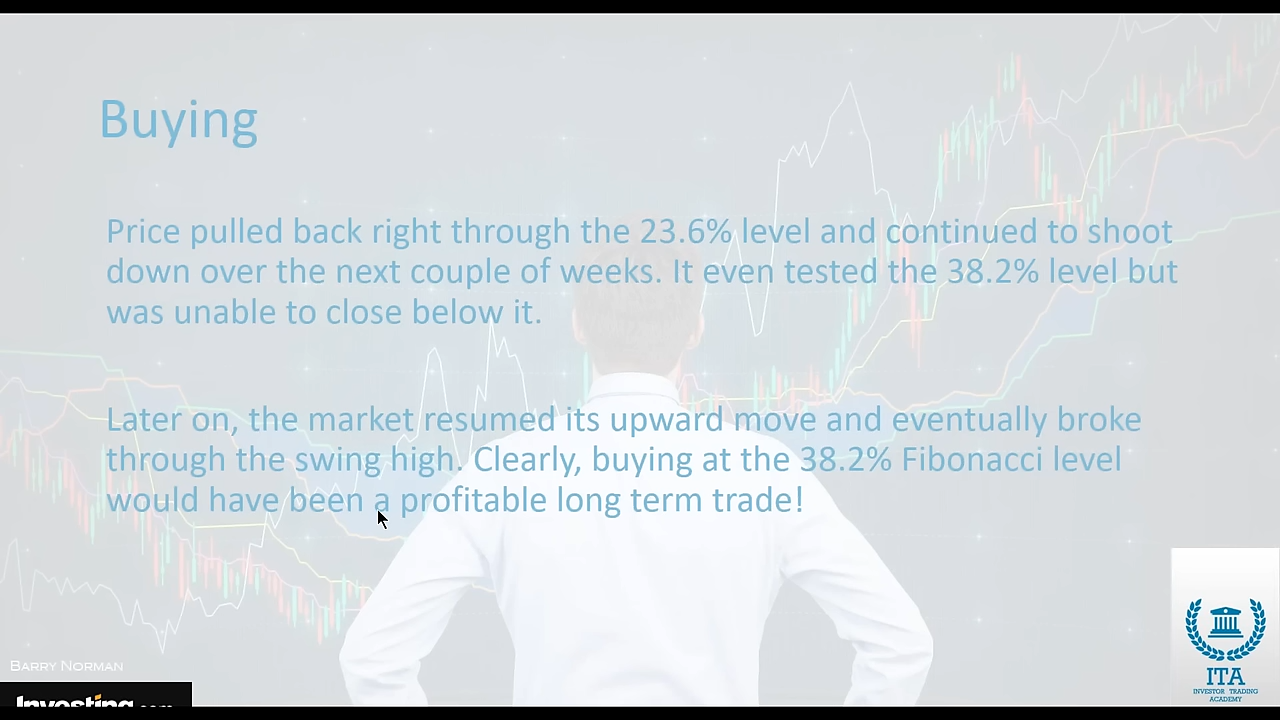 Buying
Price pulled back right through the 23.6% level and continued to shoot
down over the next couple of weeks. It even tested the 38.2% level but
was unable to close below it.
Later on, the market resumed its upward move and eventually broke
through the swing high. Clearly, buying at the 38.2% Fibonacci level
would have been a profitable long term trade!
Barry Norman
Investing.com
ITA
INVESTOR TRADING
ACADEMY